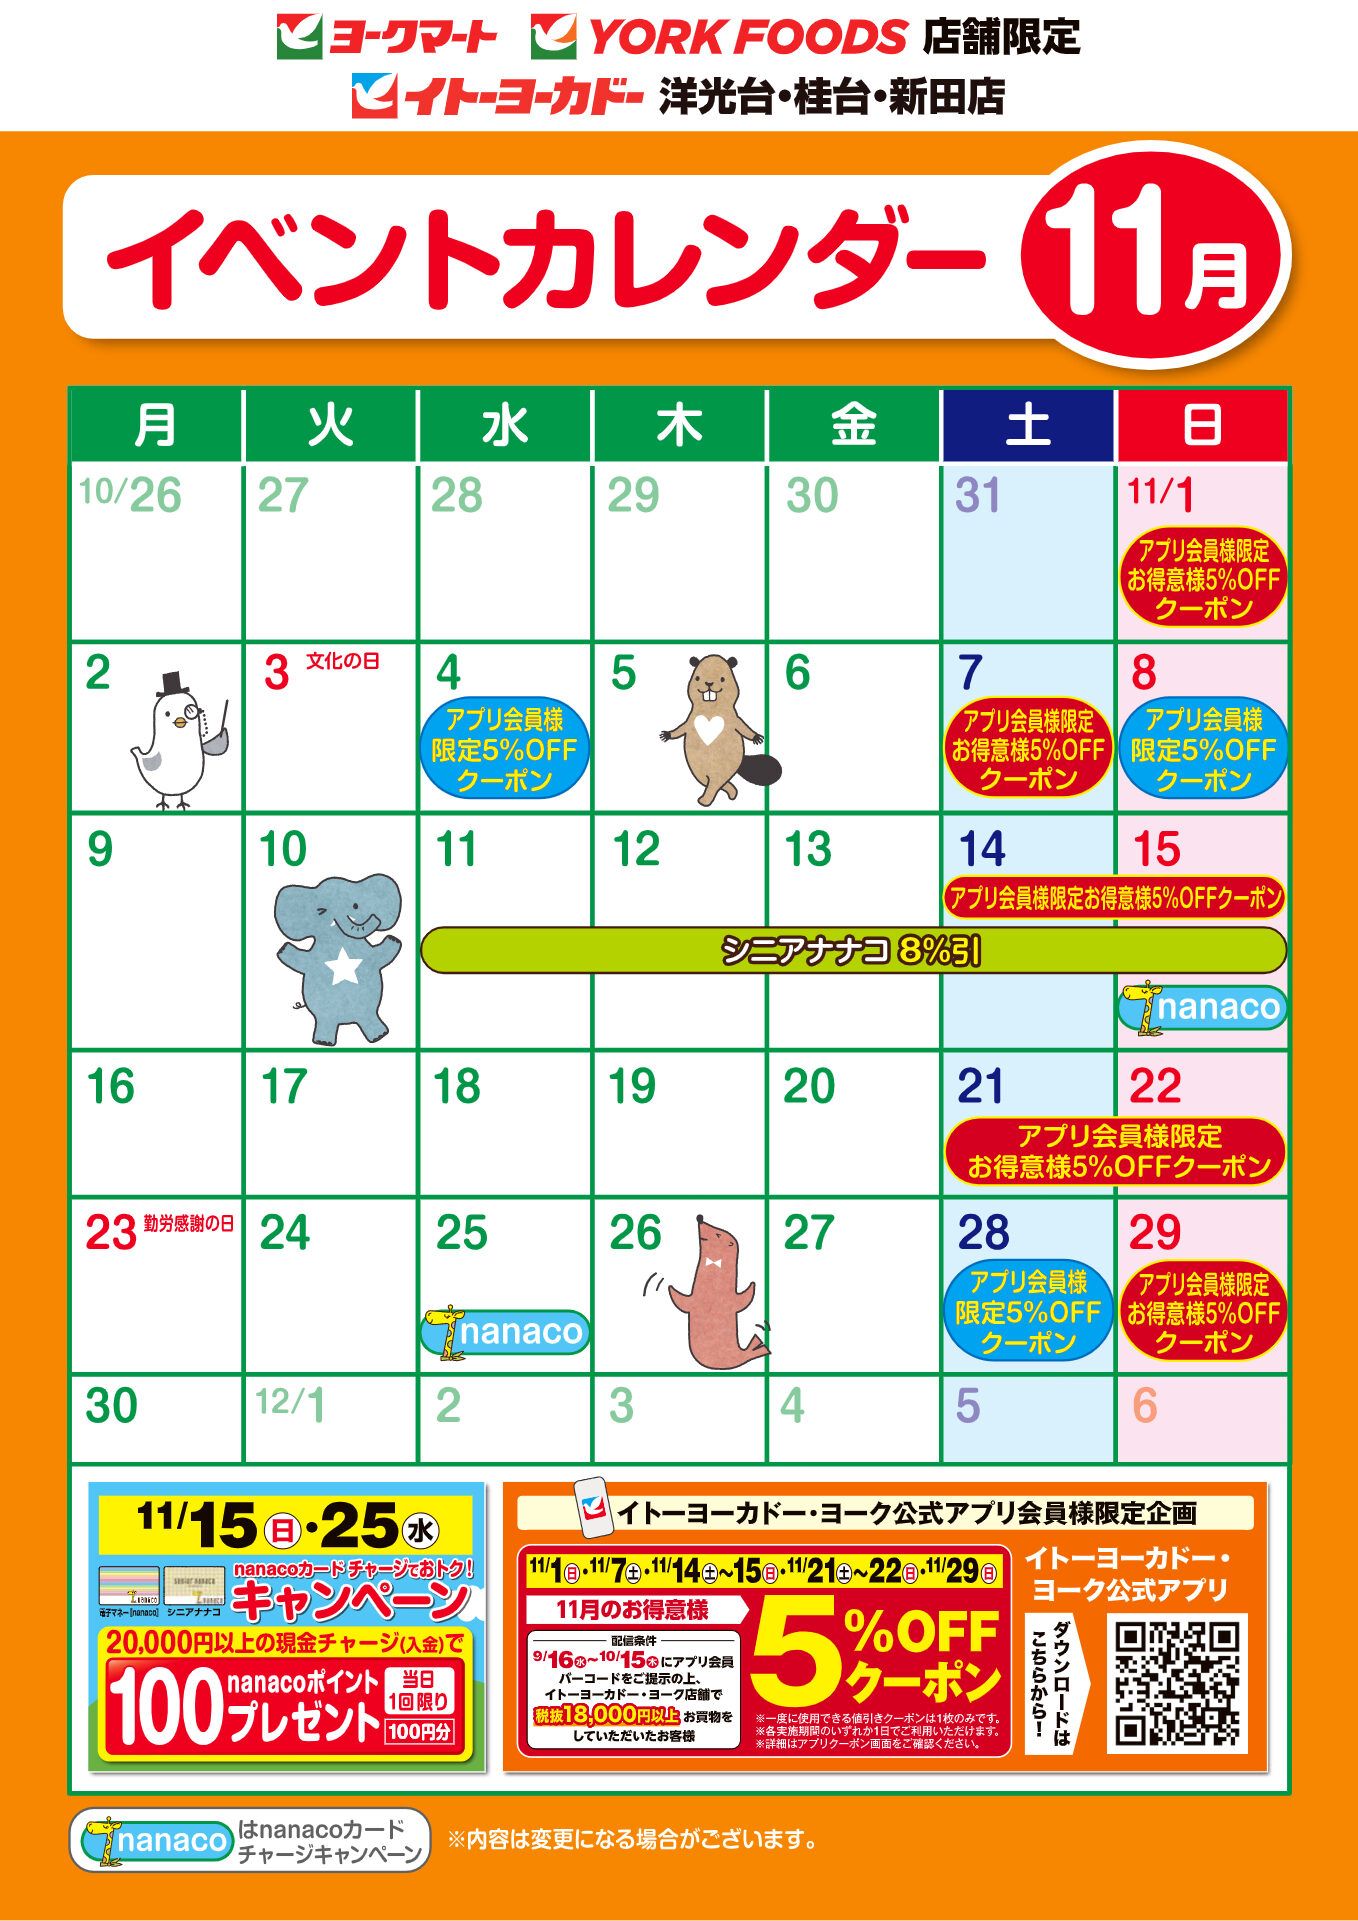 ヨークマート YORK FOODS 店舗限定
イトーヨーカドー 洋光台・桂台・新田店
イベントカレンダー 11月
月 火 水 木 金 土 日
10/26 27 28 29 30 31 11/1
アプリ会員様限定
お得意様5%OFF
クーポン
2 3 文化の日 4 5 6 7 8
アプリ会員様
限定5%OFF
クーポン
アプリ会員様限定
お得意様5%OFF
クーポン
アプリ会員様
限定5%OFF
クーポン
9 10 11 12 13 14 15
アプリ会員様限定お得意様5%OFFクーポン
シニアナナコ 8%引
nanaco
16 17 18 19 20 21 22
アプリ会員様限定
お得意様5%OFFクーポン
23 勤労感謝の日 24 25 26 27 28 29
nanaco
アプリ会員様
限定5%OFF
クーポン
アプリ会員様限定
お得意様5%OFF
クーポン
30 12/1 2 3 4 5 6
11/15日・25水
nanacoカード チャージでおトク!
キャンペーン
nanaco
電子マネー[nanaco]
senior nanaco
nanaco
シニアナナコ
20,000円以上の現金チャージ(入金)で
100 nanacoポイント
プレゼント
当日
1回限り
100円分
イトーヨーカドー・ヨーク公式アプリ会員様限定企画
11/1日・11/7土・11/14土~15日・11/21土~22日・11/29日
11月のお得意様
配信条件
9/16水~10/15木にアプリ会員
バーコードをご提示の上、
イトーヨーカドー・ヨーク店舗で
税抜18,000円以上お買物を
していただいたお客様
5%OFF
クーポン
※一度に使用できる値引きクーポンは1枚のみです。
※各実施期間のいずれか1日でご利用いただけます。
※詳細はアプリクーポン画面をご確認ください。
イトーヨーカドー・
ヨーク公式アプリ
ダウンロードは
こちらから!
nanaco はnanacoカード
チャージキャンペーン
※内容は変更になる場合がございます。